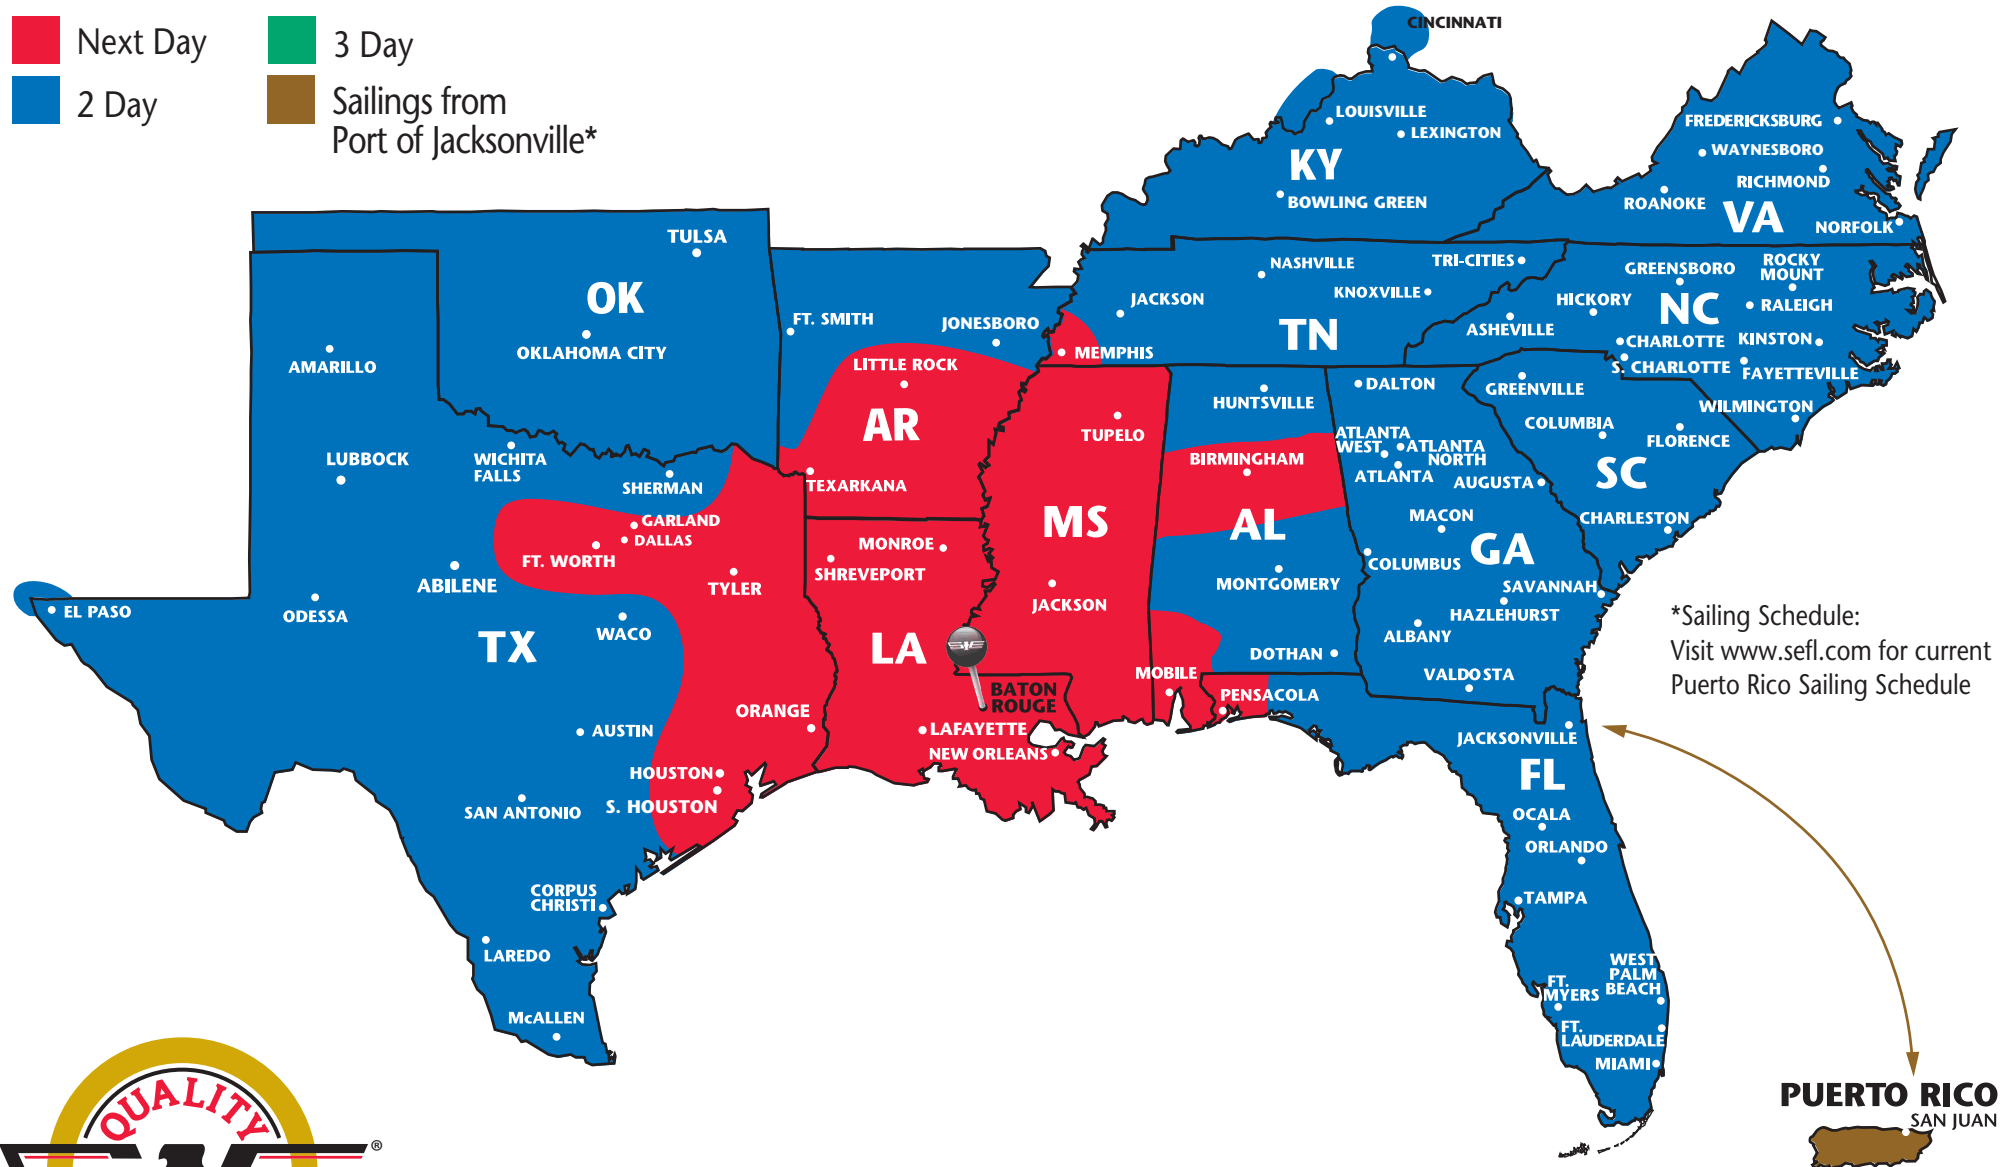 Next Day
3 Day
2 Day
Sailings from
Port of Jacksonville*
CINCINNATI
LOUISVILLE
LEXINGTON
KY
BOWLING GREEN
FREDERICKSBURG
WAYNESBORO
RICHMOND
ROANOKE
VA
NORFOLK
TULSA
OK
OKLAHOMA CITY
FT. SMITH
JONESBORO
LITTLE ROCK
AR
TEXARKANA
NASHVILLE
TRI-CITIES
JACKSON
KNOXVILLE
TN
MEMPHIS
GREENSBORO
ROCKY
MOUNT
HICKORY
NC
RALEIGH
ASHEVILLE
CHARLOTTE
KINSTON
S. CHARLOTTE
FAYETTEVILLE
WILMINGTON
GREENVILLE
COLUMBIA
FLORENCE
SC
CHARLESTON
AMARILLO
LUBBOCK
WICHITA
FALLS
SHERMAN
GARLAND
DALLAS
FT. WORTH
TYLER
ABILENE
EL PASO
ODESSA
TX
WACO
ORANGE
AUSTIN
HOUSTON
S. HOUSTON
SAN ANTONIO
CORPUS
CHRISTI
LAREDO
McALLEN
MONROE
SHREVEPORT
LA
BATON
ROUGE
LAFAYETTE
NEW ORLEANS
TUPELO
MS
JACKSON
HUNTSVILLE
BIRMINGHAM
AL
MONTGOMERY
DOTHAN
MOBILE
PENSACOLA
DALTON
ATLANTA
WEST
ATLANTA
NORTH
ATLANTA
AUGUSTA
MACON
GA
COLUMBUS
SAVANNAH
HAZLEHURST
ALBANY
VALDOSTA
JACKSONVILLE
FL
OCALA
ORLANDO
TAMPA
WEST
PALM
BEACH
FT.
MYERS
FT.
LAUDERDALE
MIAMI
*Sailing Schedule:
Visit www.sefl.com for current
Puerto Rico Sailing Schedule
PUERTO RICO
SAN JUAN
QUALITY
®